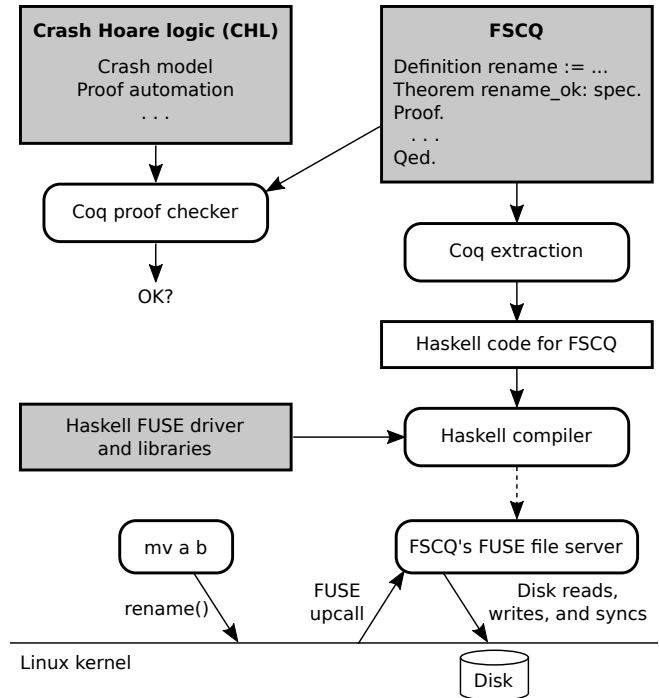 Crash Hoare logic (CHL)
Crash model
Proof automation
. . .
FSCQ
Definition rename := ...
Theorem rename_ok: spec.
Proof.
. . .
Qed.
Coq proof checker
OK?
Coq extraction
Haskell code for FSCQ
Haskell FUSE driver
and libraries
Haskell compiler
mv a b
FSCQ's FUSE file server
rename()
FUSE
upcall
Disk reads,
writes, and syncs
Linux kernel
Disk